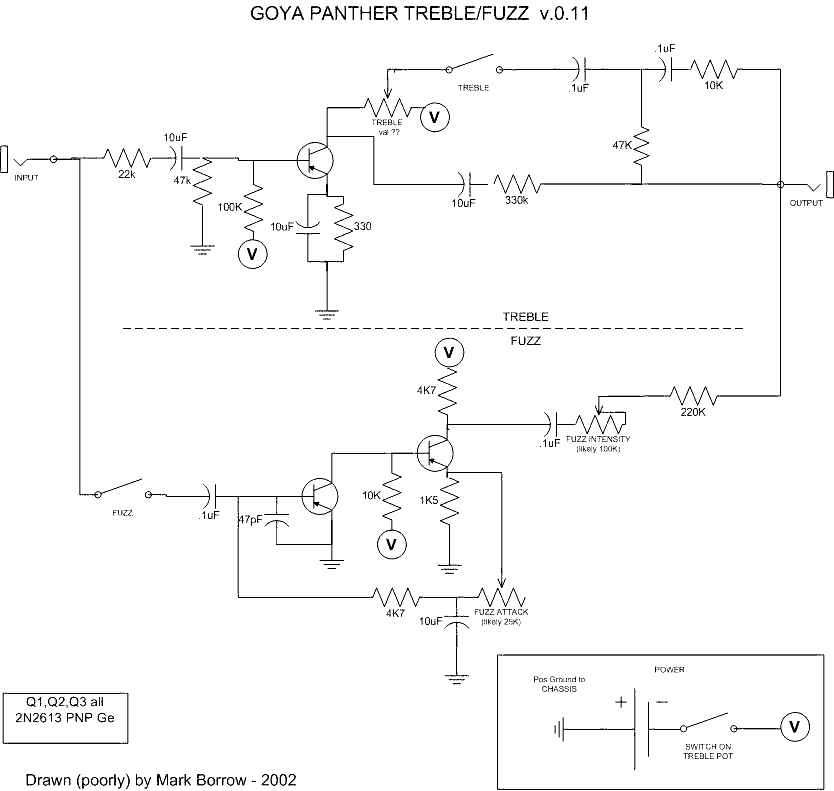 GOYA PANTHER TREBLE/FUZZ v.0.11
.1uF
TREBLE
.1uF
10K
V
TREBLE
val ??
10uF
47K
INPUT
22k
47k
100K
10uF
330k
OUTPUT
10uF
330
V
TREBLE
FUZZ
V
4K7
220K
.1uF
FUZZ INTENSITY
(likely 100K)
10K
1K5
FUZZ
.1uF
47pF
V
4K7
10uF
FUZZ ATTACK
(likely 25K)
POWER
Pos Ground to
CHASSIS
+
-
V
SWITCH ON
TREBLE POT
Q1,Q2,Q3 all
2N2613 PNP Ge
Drawn (poorly) by Mark Borrow - 2002